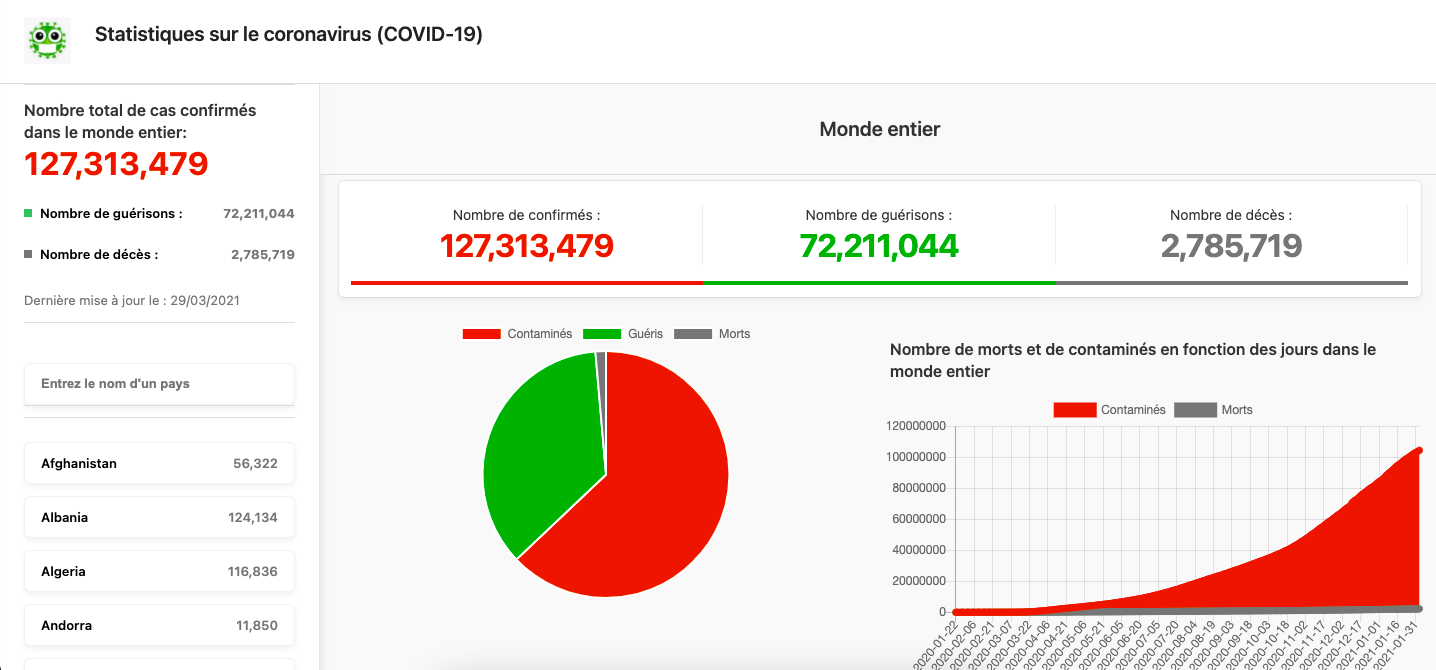 Statistiques sur le coronavirus (COVID-19)
Nombre total de cas confirmés
dans le monde entier:
127,313,479
Nombre de guérisons : 72,211,044
Nombre de décès : 2,785,719
Dernière mise à jour le : 29/03/2021
Entrez le nom d'un pays
Afghanistan 56,322
Albania 124,134
Algeria 116,836
Andorra 11,850
Monde entier
Nombre de confirmés :
127,313,479
Nombre de guérisons :
72,211,044
Nombre de décès :
2,785,719
Contaminés Guéris Morts
Nombre de morts et de contaminés en fonction des jours dans le
monde entier
Contaminés Morts
120000000
100000000
80000000
60000000
40000000
20000000
0
2020-01-22
2020-02-06
2020-02-21
2020-03-07
2020-03-22
2020-04-06
2020-04-21
2020-05-06
2020-05-21
2020-06-05
2020-06-20
2020-07-05
2020-07-20
2020-08-04
2020-08-19
2020-09-03
2020-09-18
2020-10-03
2020-10-18
2020-11-02
2020-11-17
2020-12-02
2020-12-17
2021-01-01
2021-01-16
2021-01-31